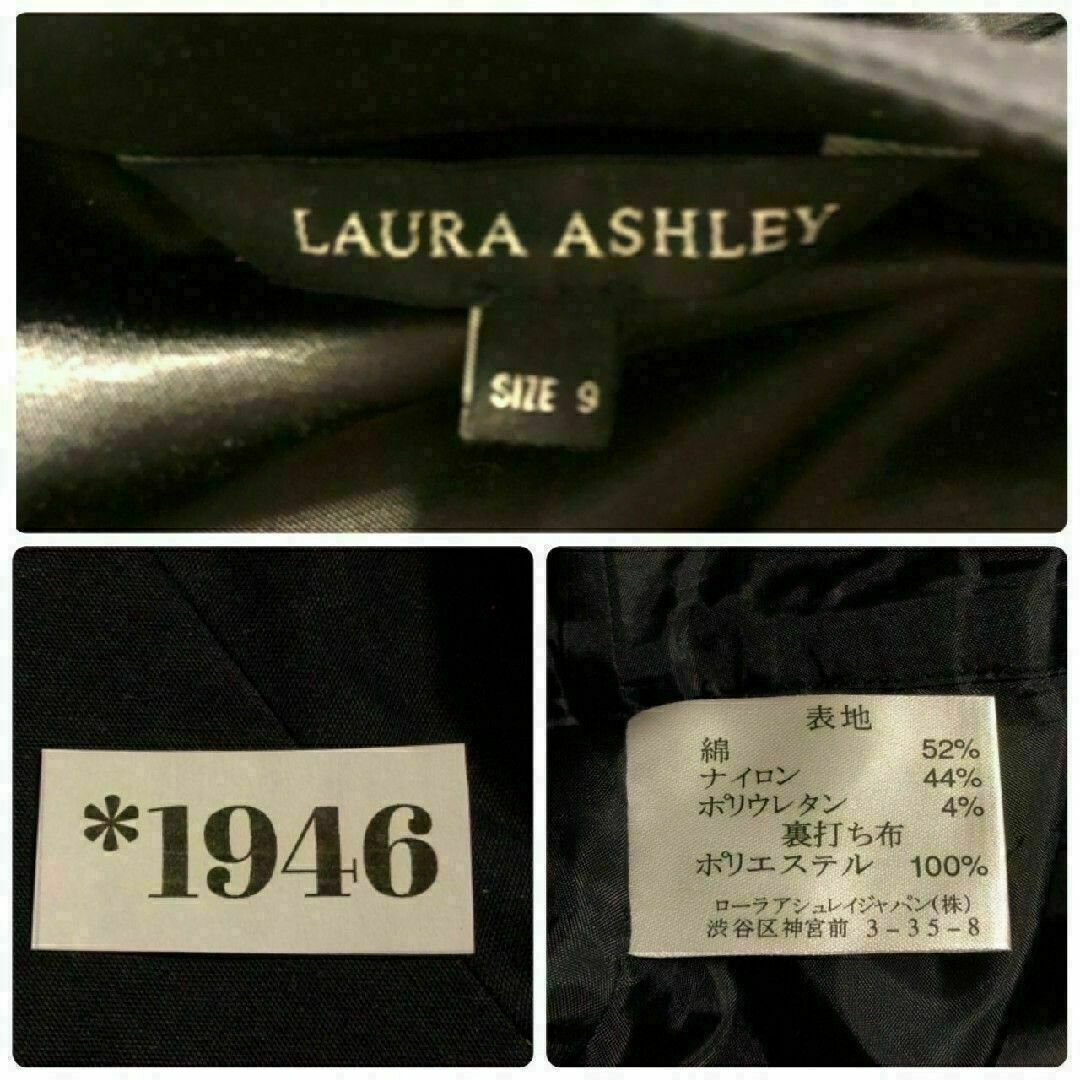 LAURA ASHLEY
SIZE 9
*1946
表地
綿 52%
ナイロン 44%
ポリウレタン 4%
裏打ち布
ポリエステル 100%
ローラアシュレイジャパン(株)
渋谷区神宮前 3-35-8